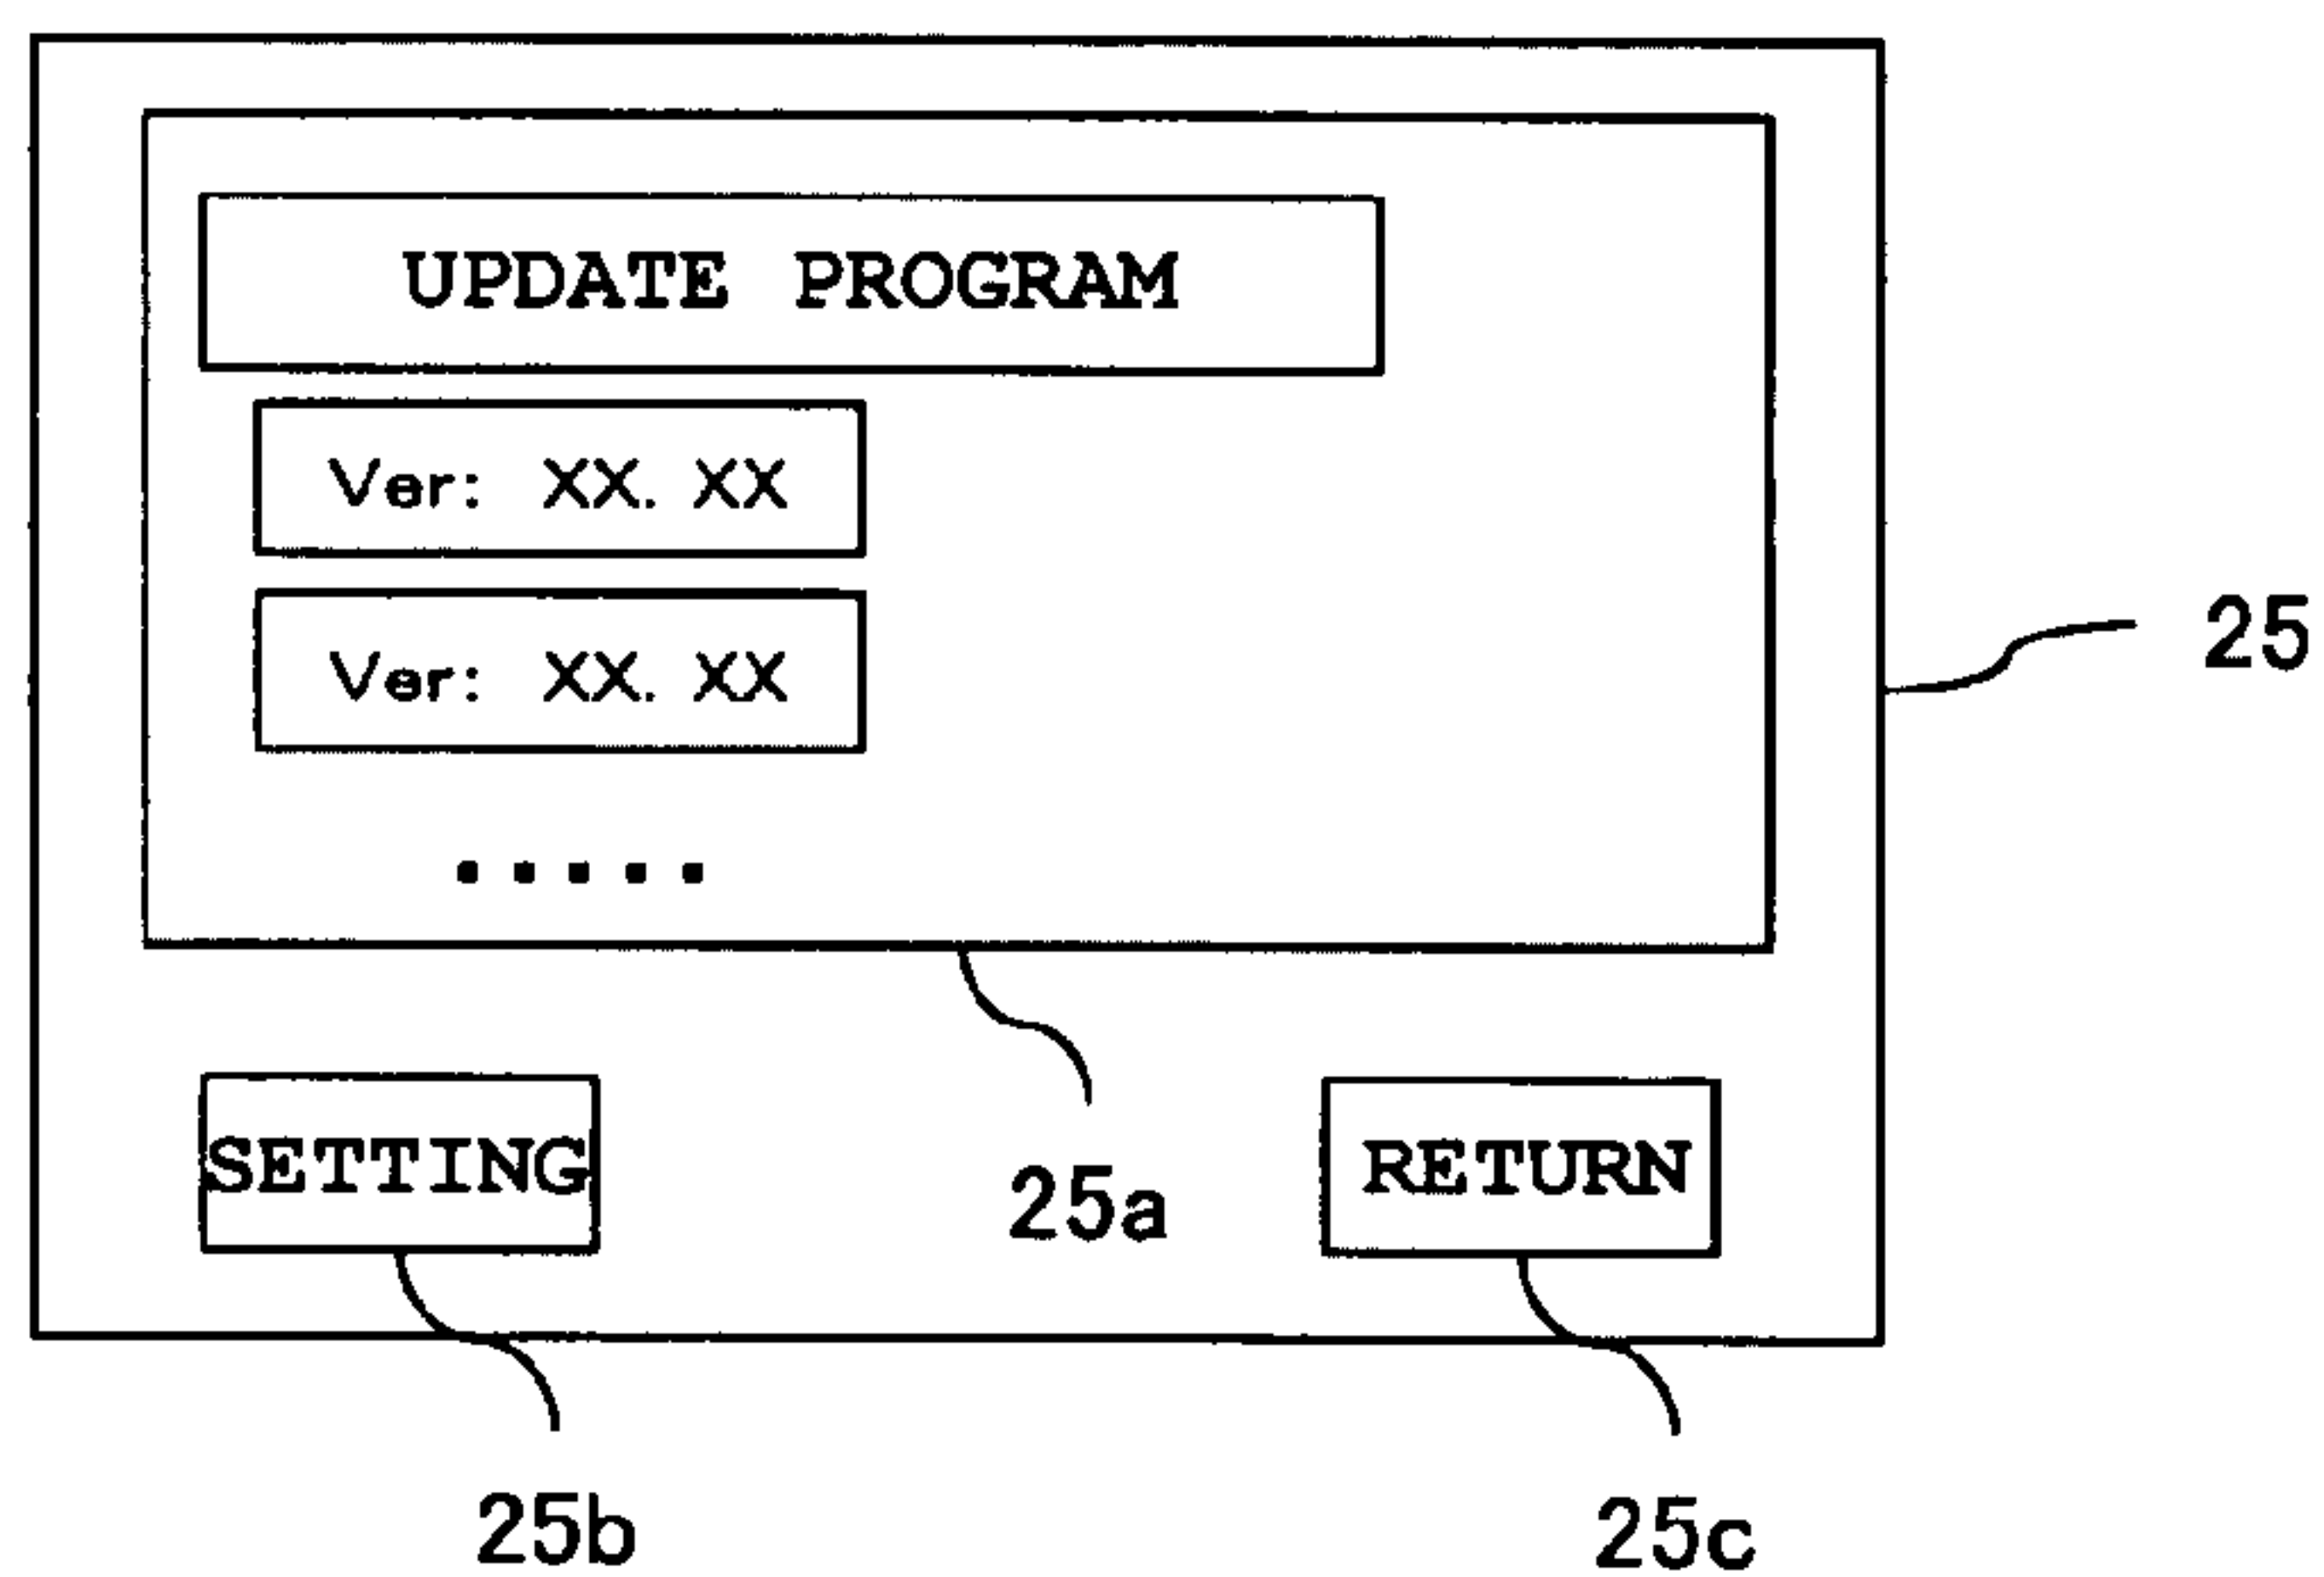 UPDATE PROGRAM
Ver: XX. XX
Ver: XX. XX
.....
25
SETTING
RETURN
25a
25b
25c